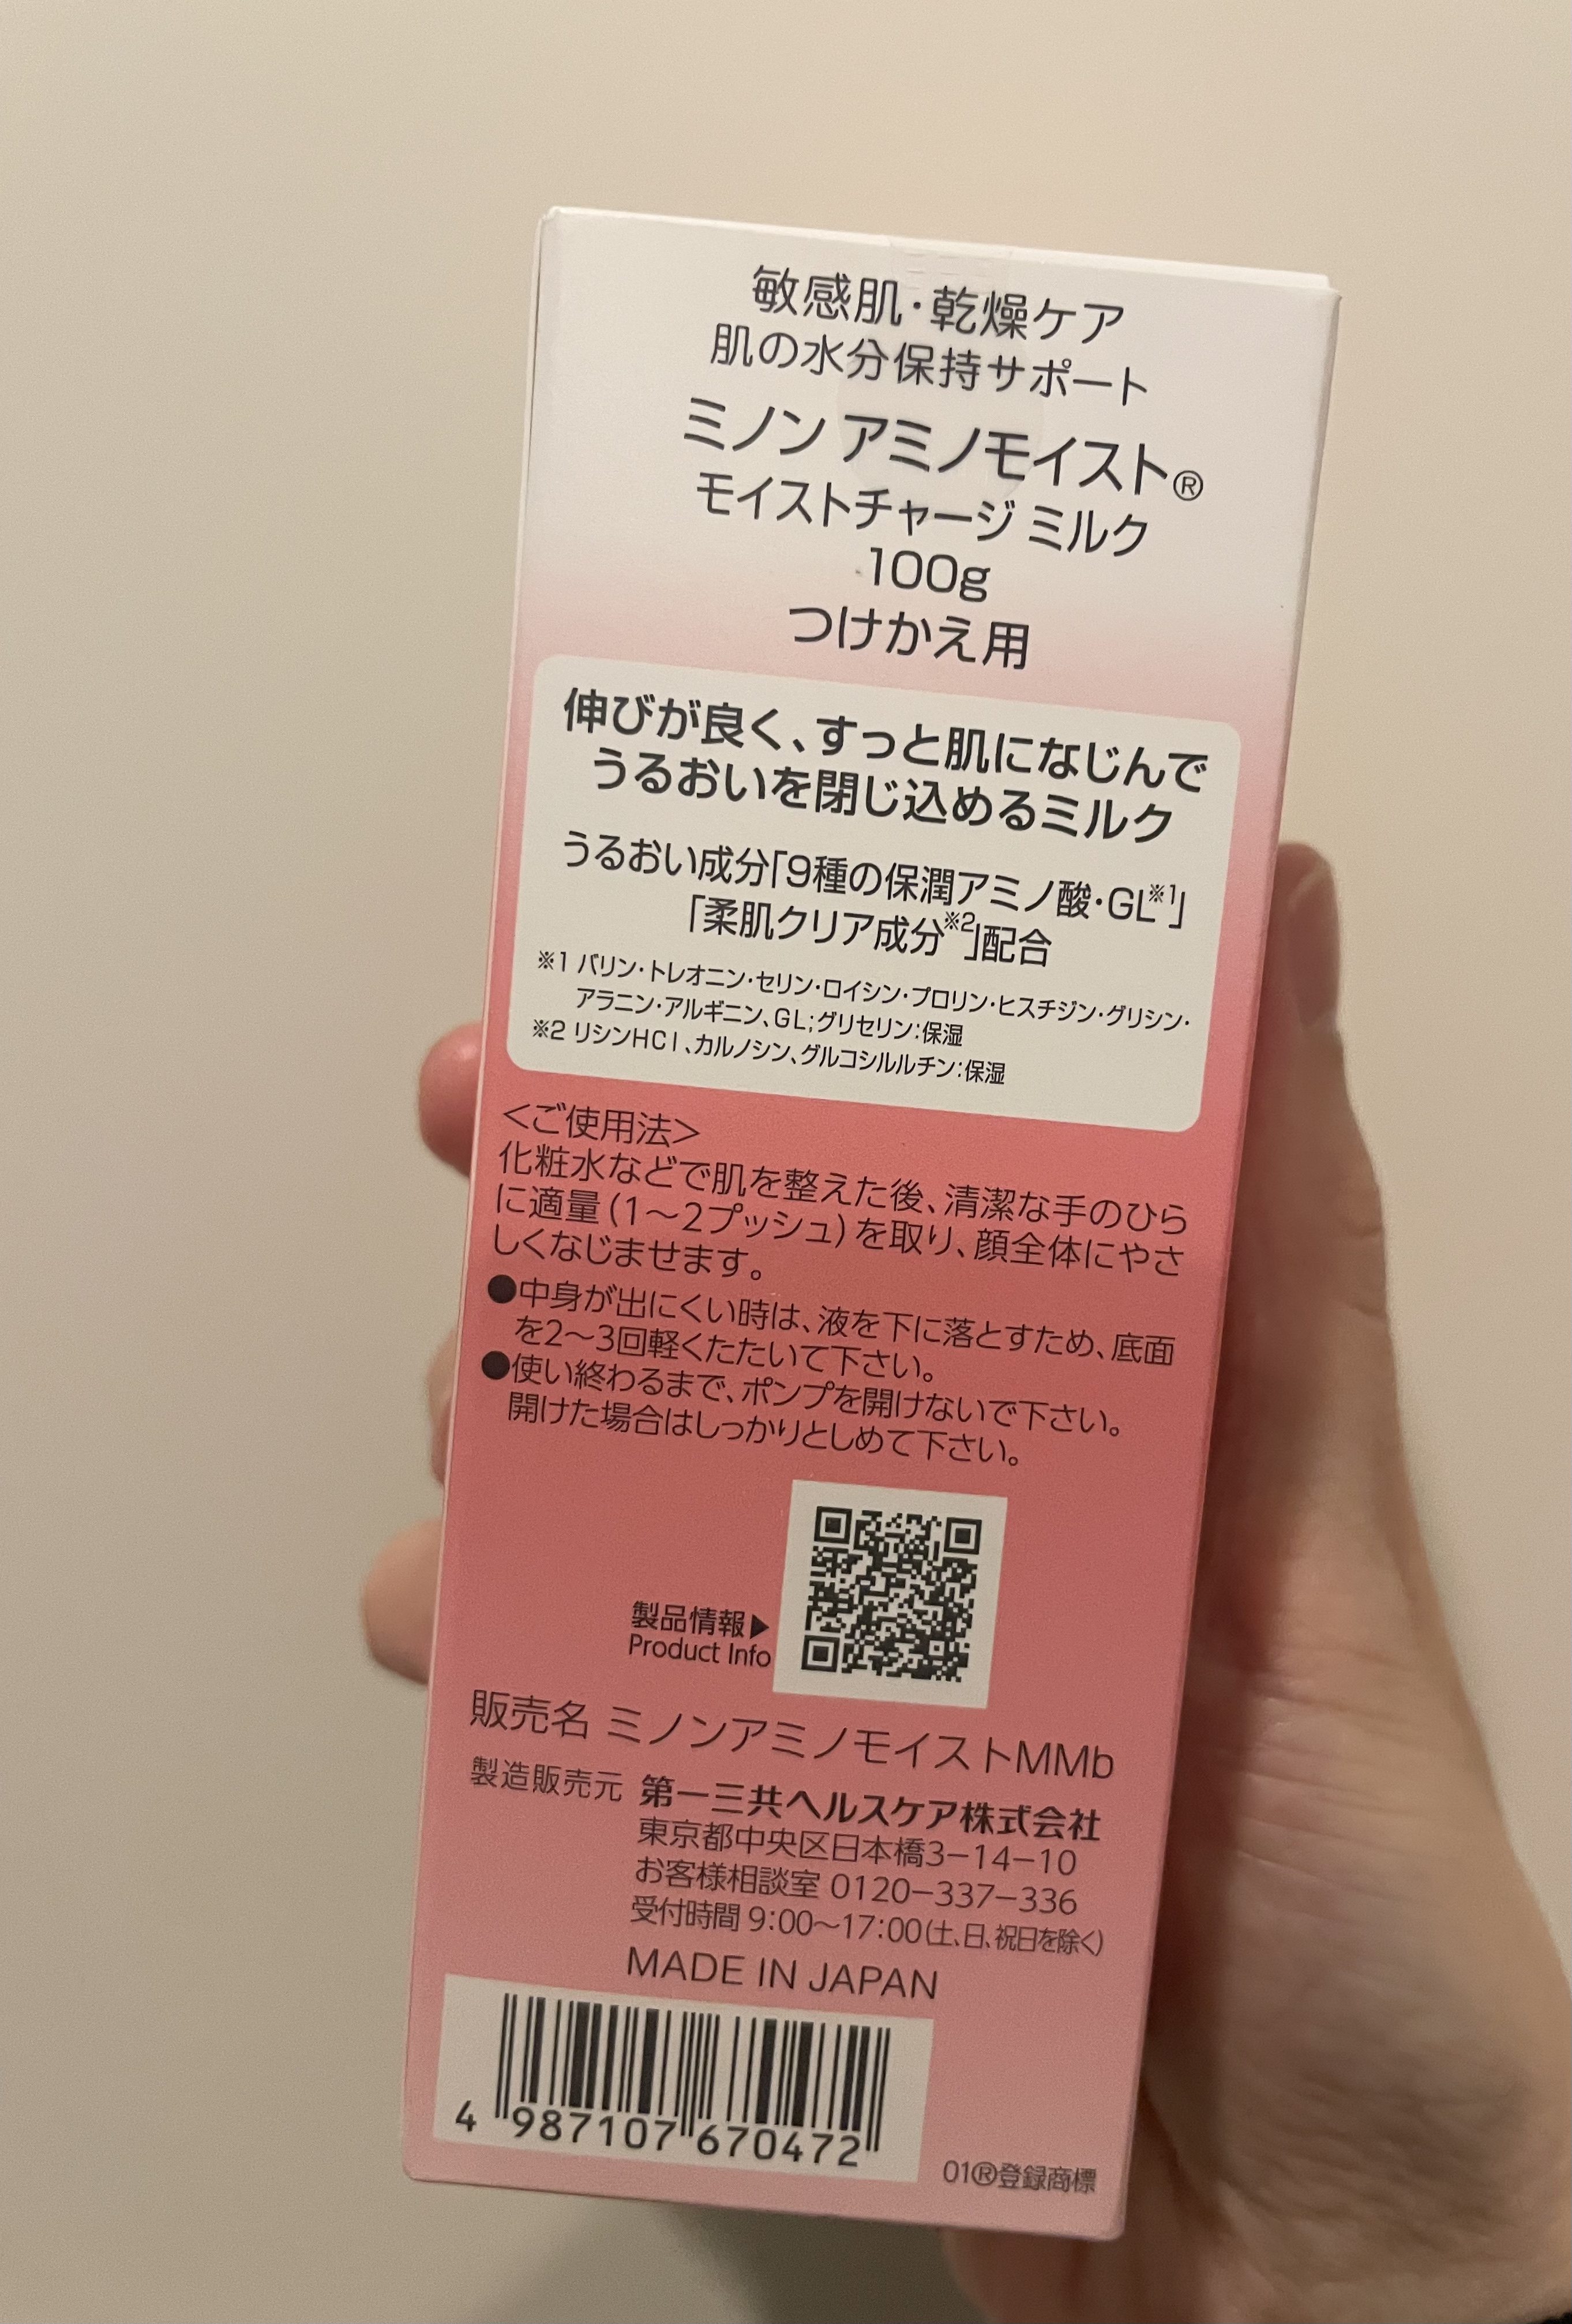 敏感肌・乾燥ケア
肌の水分保持サポート
ミノン アミノモイスト®
モイストチャージ ミルク
100g
つけかえ用
伸びが良く、すっと肌になじんで
うるおいを閉じ込めるミルク
うるおい成分「9種の保潤アミノ酸・GL※1」
「柔肌クリア成分※2」配合
※1 バリン・トレオニン・セリン・ロイシン・プロリン・ヒスチジン・グリシン・
アラニン・アルギニン、GL;グリセリン:保湿
※2 リシンHCl、カルノシン、グルコシルルチン:保湿
<ご使用法>
化粧水などで肌を整えた後、清潔な手のひら
に適量(1〜2プッシュ)を取り、顔全体にやさ
しくなじませます。
●中身が出にくい時は、液を下に落とすため、底面
を2〜3回軽くたたいて下さい。
●使い終わるまで、ポンプを開けないで下さい。
開けた場合はしっかりとしめて下さい。
製品情報▶
Product Info
販売名 ミノンアミノモイストMMb
製造販売元 第一三共ヘルスケア株式会社
東京都中央区日本橋3-14-10
お客様相談室 0120-337-336
受付時間 9:00〜17:00(土、日、祝日を除く)
MADE IN JAPAN
4 987107 670472
01®登録商標